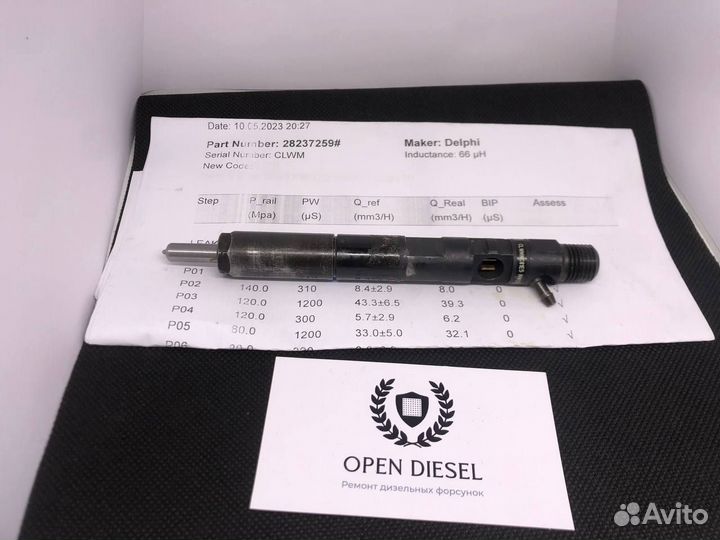 Date: 10.05.2023 20:27
Part Number: 28237259# Maker: Delphi
Serial Number: CLWM Inductance: 66 µH
New Code:
Step P_rail PW Q_ref Q_Real BIP Assess
(Mpa) (µS) (mm3/H) (mm3/H) (µS)
P01
P02 140.0 310 8.4±2.9 8.0 0
P03 120.0 1200 43.3±6.5 39.3 0
P04 120.0 300 5.7±2.9 6.2 0 √
P05 80.0 1200 33.0±5.0 32.1 0 √
P06
OPEN DIESEL
Ремонт дизельных форсунок
Avito